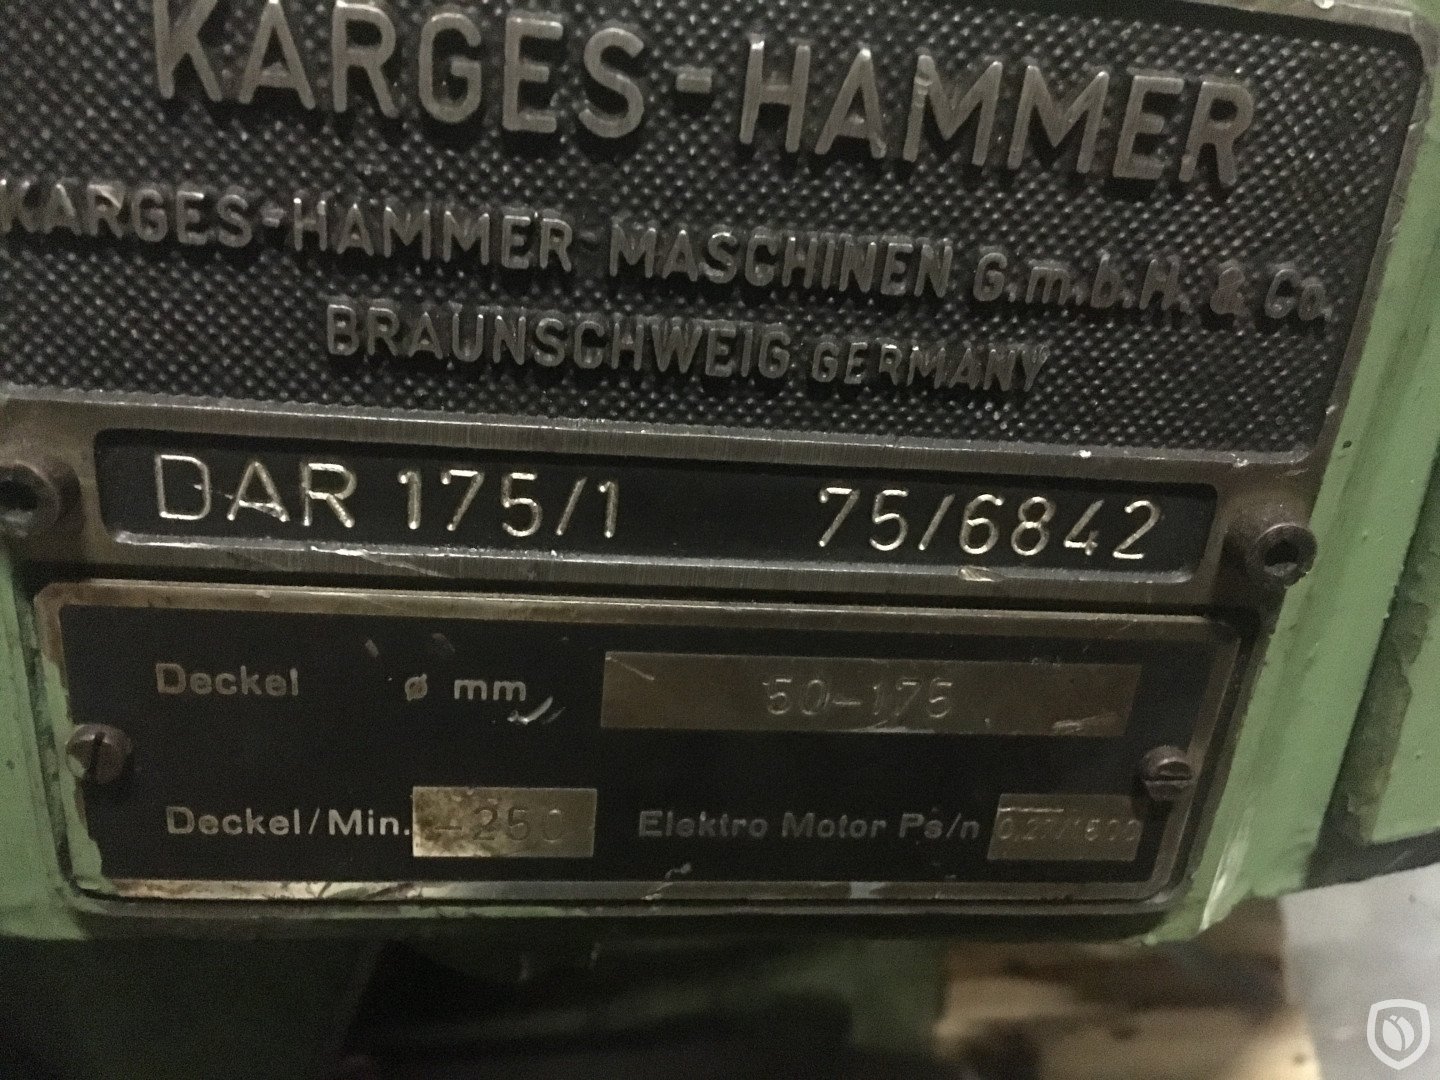 KARGES-HAMMER
KARGES-HAMMER-MASCHINEN G.m.b.H. & Co.
BRAUNSCHWEIG GERMANY
DAR 175/1 75/6842
Deckel ø mm 50-175
Deckel/Min. -250 Elektro Motor Ps/n